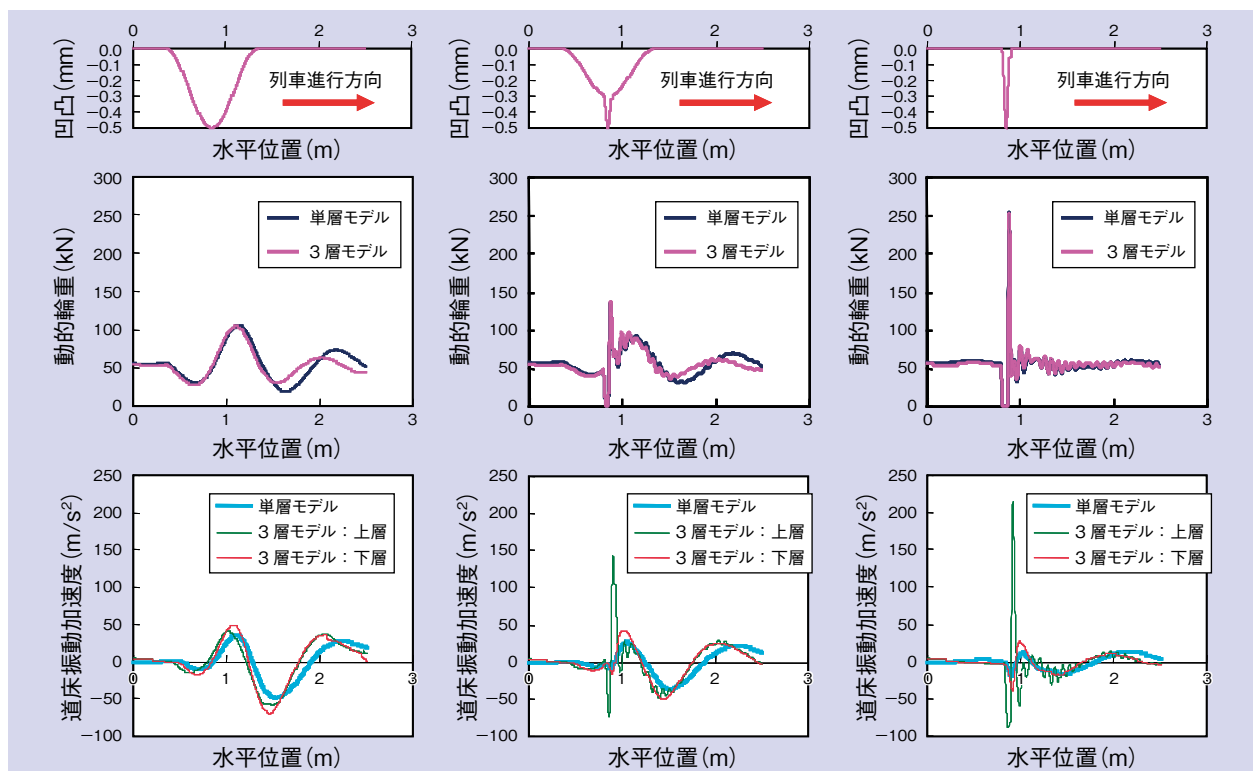 0 1 2 3
0.0
−0.1
−0.2
−0.3
−0.4
−0.5
凹凸(mm)
列車進行方向
水平位置(m)
0 1 2 3
0.0
−0.1
−0.2
−0.3
−0.3
−0.5
凹凸(mm)
列車進行方向
水平位置(m)
0 1 2 3
0.0
−0.1
−0.2
−0.3
−0.4
−0.5
凹凸(mm)
列車進行方向
水平位置(m)
300
250
200
150
100
50
0
動的輪重(kN)
単層モデル
3層モデル
0 1 2 3
水平位置(m)
300
250
200
150
100
50
0
動的輪重(kN)
単層モデル
3層モデル
0 1 2 3
水平位置(m)
300
250
200
150
100
50
0
動的輪重(kN)
単層モデル
3層モデル
0 1 2 3
水平位置(m)
250
200
150
100
50
0
−50
−100
道床振動加速度(m/s²)
単層モデル
3層モデル:上層
3層モデル:下層
0 1 2 3
水平位置(m)
250
200
150
100
50
0
−50
−100
道床振動加速度(m/s²)
単層モデル
3層モデル:上層
3層モデル:下層
0 1 2 3
水平位置(m)
250
200
150
100
50
0
−50
−100
道床振動加速度(m/s²)
単層モデル
3層モデル:上層
3層モデル:下層
0 1 2 3
水平位置(m)